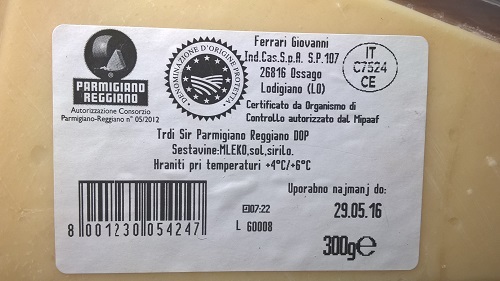 PARMIGIANO
REGGIANO
Autorizzazione Consorzio
Parmigiano-Reggiano n° 05/2012
DENOMINAZIONE D'ORIGINE PROTETTA
Ferrari Giovanni
Ind.Cas.S.p.A. S.P.107
26816 Ossago
Lodigiano (LO)
IT
C7524
CE
Certificato da Organismo di
Controllo autorizzato dal Mipaaf
Trdi Sir Parmigiano Reggiano DOP
Sestavine:MLEKO,sol,sirilo.
Hraniti pri temperaturi +4°C/+6°C
Uporabno najmanj do:
29.05.16
07:22
L 60008
300g℮
8 001230 054247